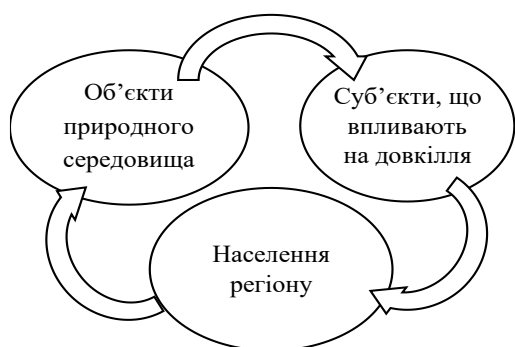 Об’єкти
природного
середовища
Суб’єкти, що
впливають
на довкілля
Населення
регіону